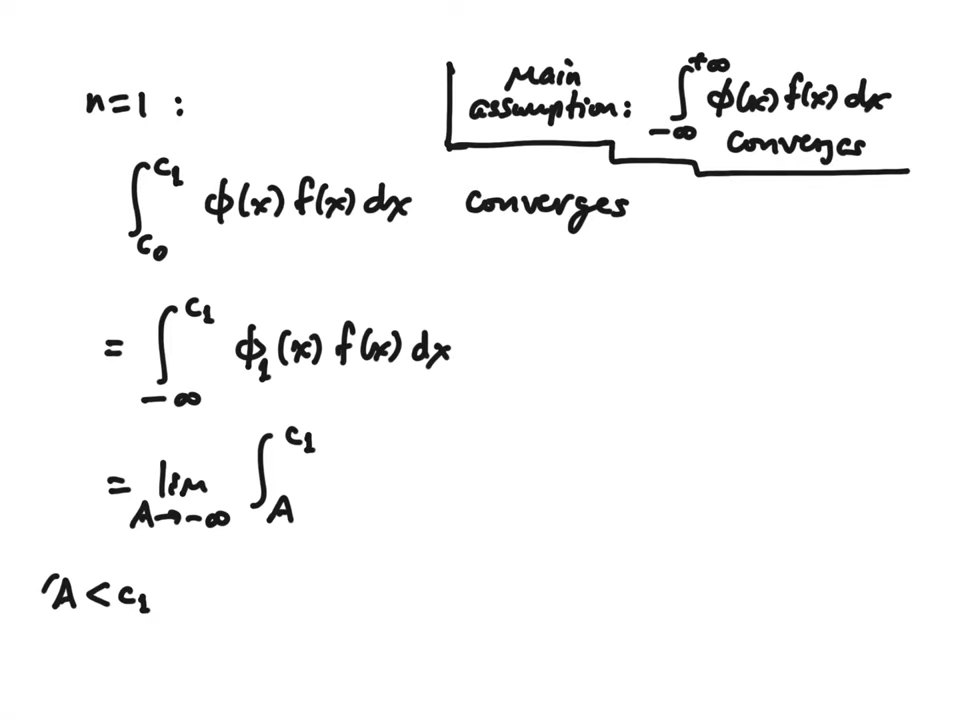 n=1 :
Main assumption: ∫_{-∞}^{+∞} ϕ(x) f(x) dx converges
∫_{c_0}^{c_1} ϕ(x) f(x) dx converges
= ∫_{-∞}^{c_1} ϕ_1(x) f(x) dx
= lim_{A→-∞} ∫_A^{c_1}
A < c_1